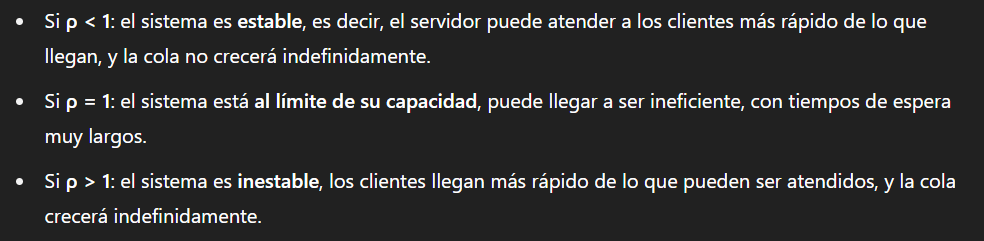 • Si ρ < 1: el sistema es estable, es decir, el servidor puede atender a los clientes más rápido de lo que
llegan, y la cola no crecerá indefinidamente.
• Si ρ = 1: el sistema está al límite de su capacidad, puede llegar a ser ineficiente, con tiempos de espera
muy largos.
• Si ρ > 1: el sistema es inestable, los clientes llegan más rápido de lo que pueden ser atendidos, y la cola
crecerá indefinidamente.